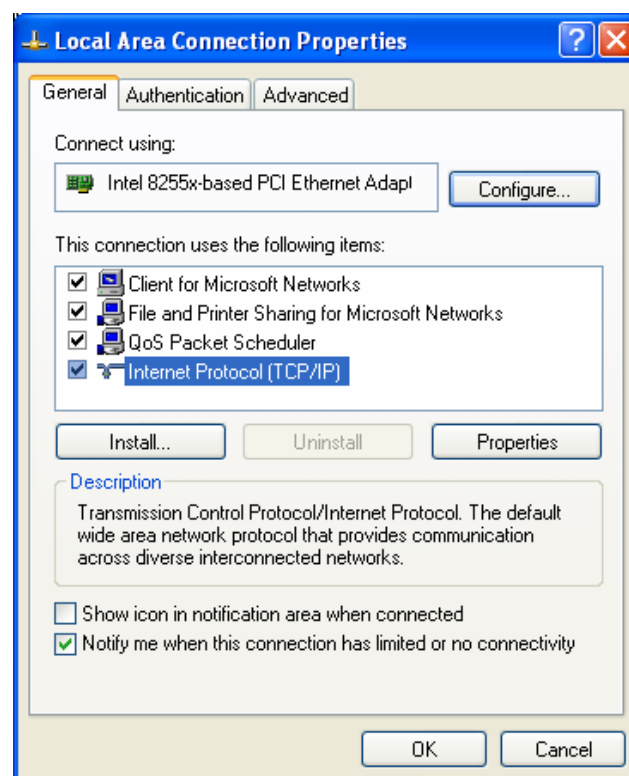 Local Area Connection Properties
General Authentication Advanced
Connect using:
Intel 8255x-based PCI Ethernet Adapt
Configure...
This connection uses the following items:
Client for Microsoft Networks
File and Printer Sharing for Microsoft Networks
QoS Packet Scheduler
Internet Protocol (TCP/IP)
Install... Uninstall Properties
Description
Transmission Control Protocol/Internet Protocol. The default
wide area network protocol that provides communication
across diverse interconnected networks.
Show icon in notification area when connected
Notify me when this connection has limited or no connectivity
OK Cancel